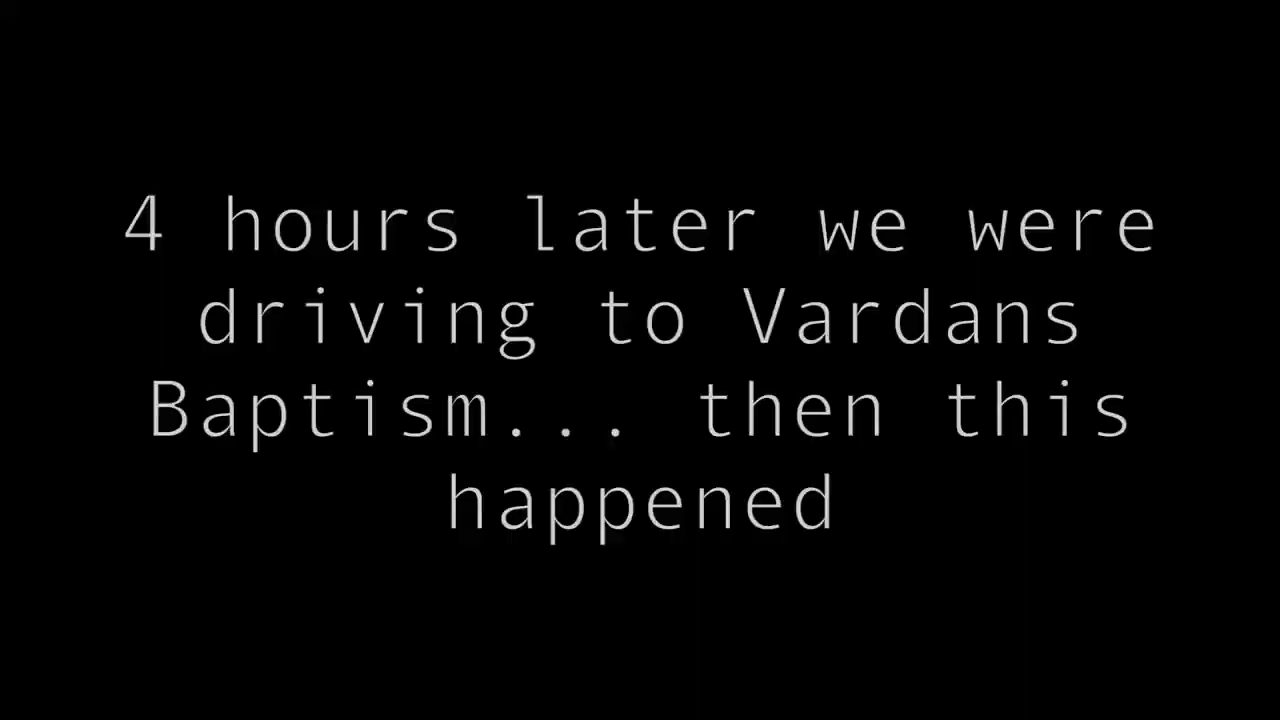 4 hours later we were
driving to Vardans
Baptism... then this
happened